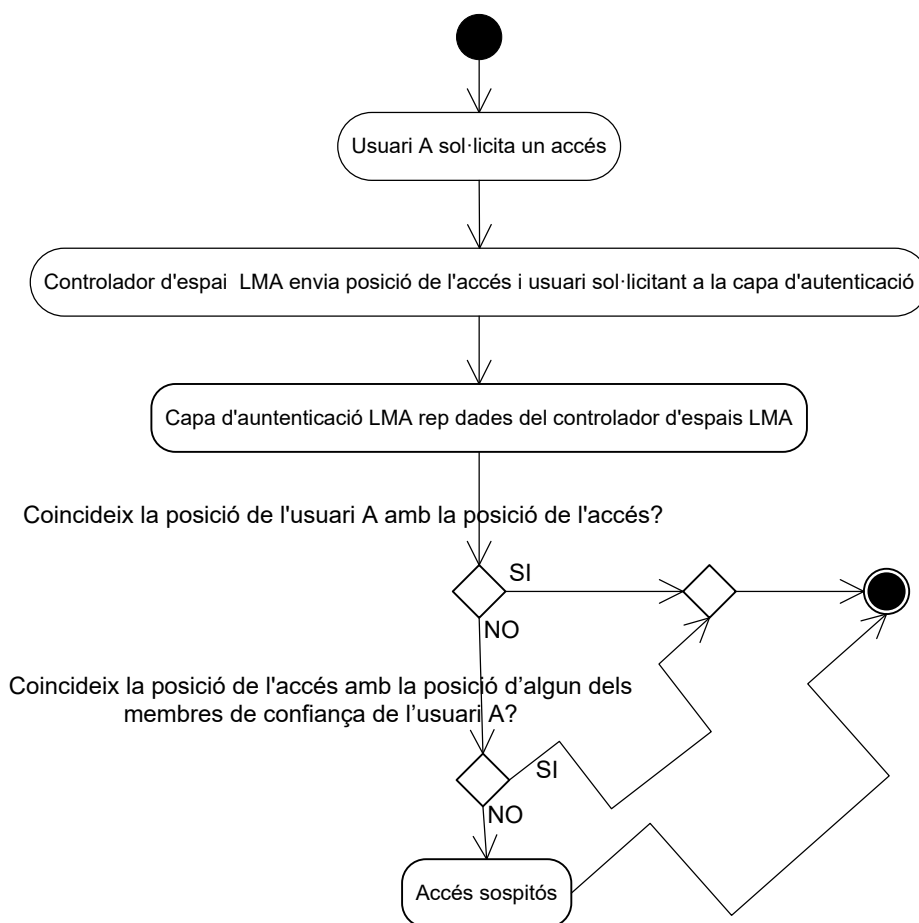 Usuari A sol·licita un accés
Controlador d'espai  LMA envia posició de l'accés i usuari sol·licitant a la capa d'autenticació
Capa d'auntenticació LMA rep dades del controlador d'espais LMA
Coincideix la posició de l'usuari A amb la posició de l'accés?
SI
NO
Coincideix la posició de l'accés amb la posició d’algun dels
membres de confiança de l’usuari A?
SI
NO
Accés sospitós